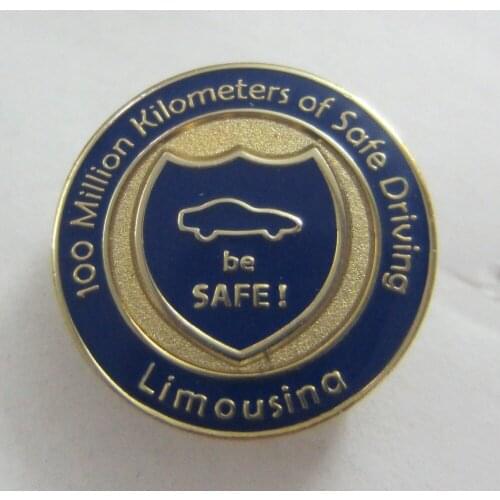 100 Million Kilometers of Safe Driving
be
SAFE!
Limousina